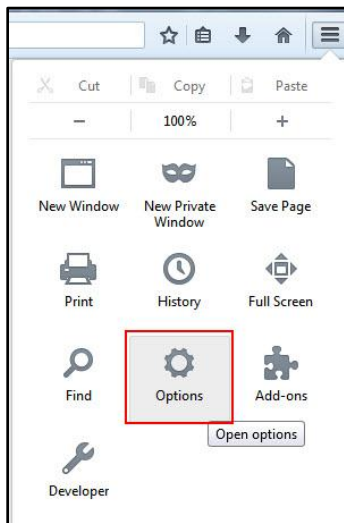 Cut Copy Paste
− 100% +
New Window New Private Save Page
Window
Print History Full Screen
Find Options Add-ons
Open options
Developer